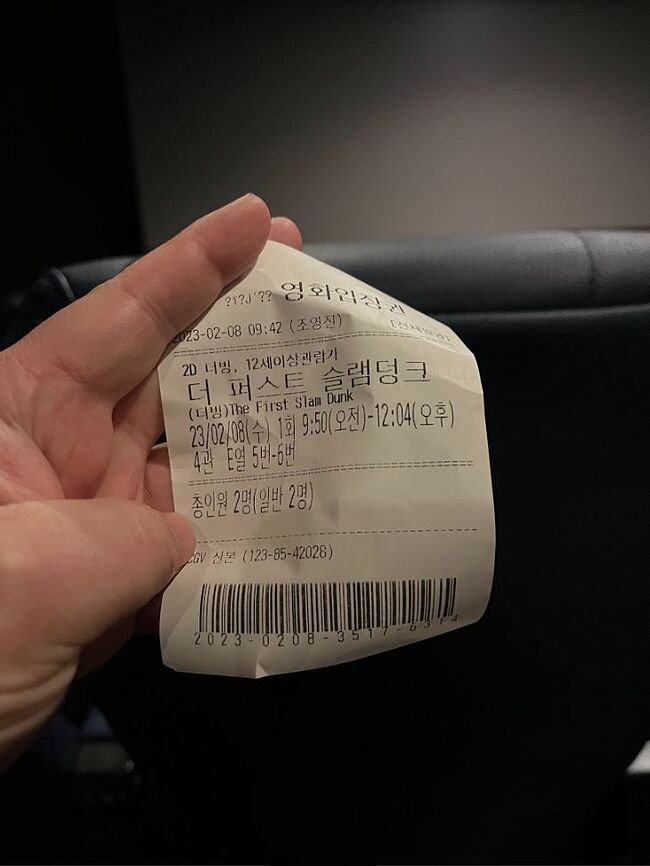 영화입장권
2023-02-08 09:42 (조영진)
2D 더빙, 12세이상관람가
더 퍼스트 슬램덩크
(더빙)The First Slam Dunk
23/02/08(수) 1회 9:50(오전)-12:04(오후)
4관 E열 5번-6번
총인원 2명(일반 2명)
CGV 산본 (123-85-42026)
2023-0208-3517-6314